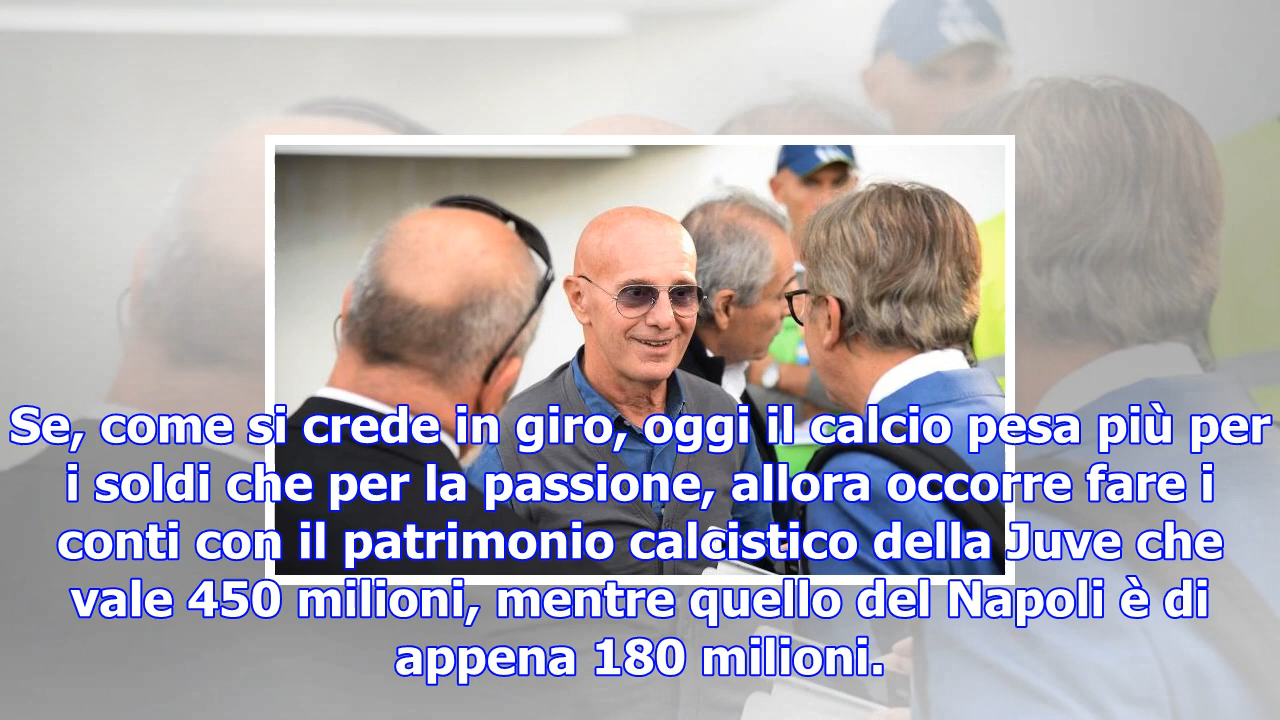 Se, come si crede in giro, oggi il calcio pesa più per
i soldi che per la passione, allora occorre fare i
conti con il patrimonio calcistico della Juve che
vale 450 milioni, mentre quello del Napoli è di
appena 180 milioni.